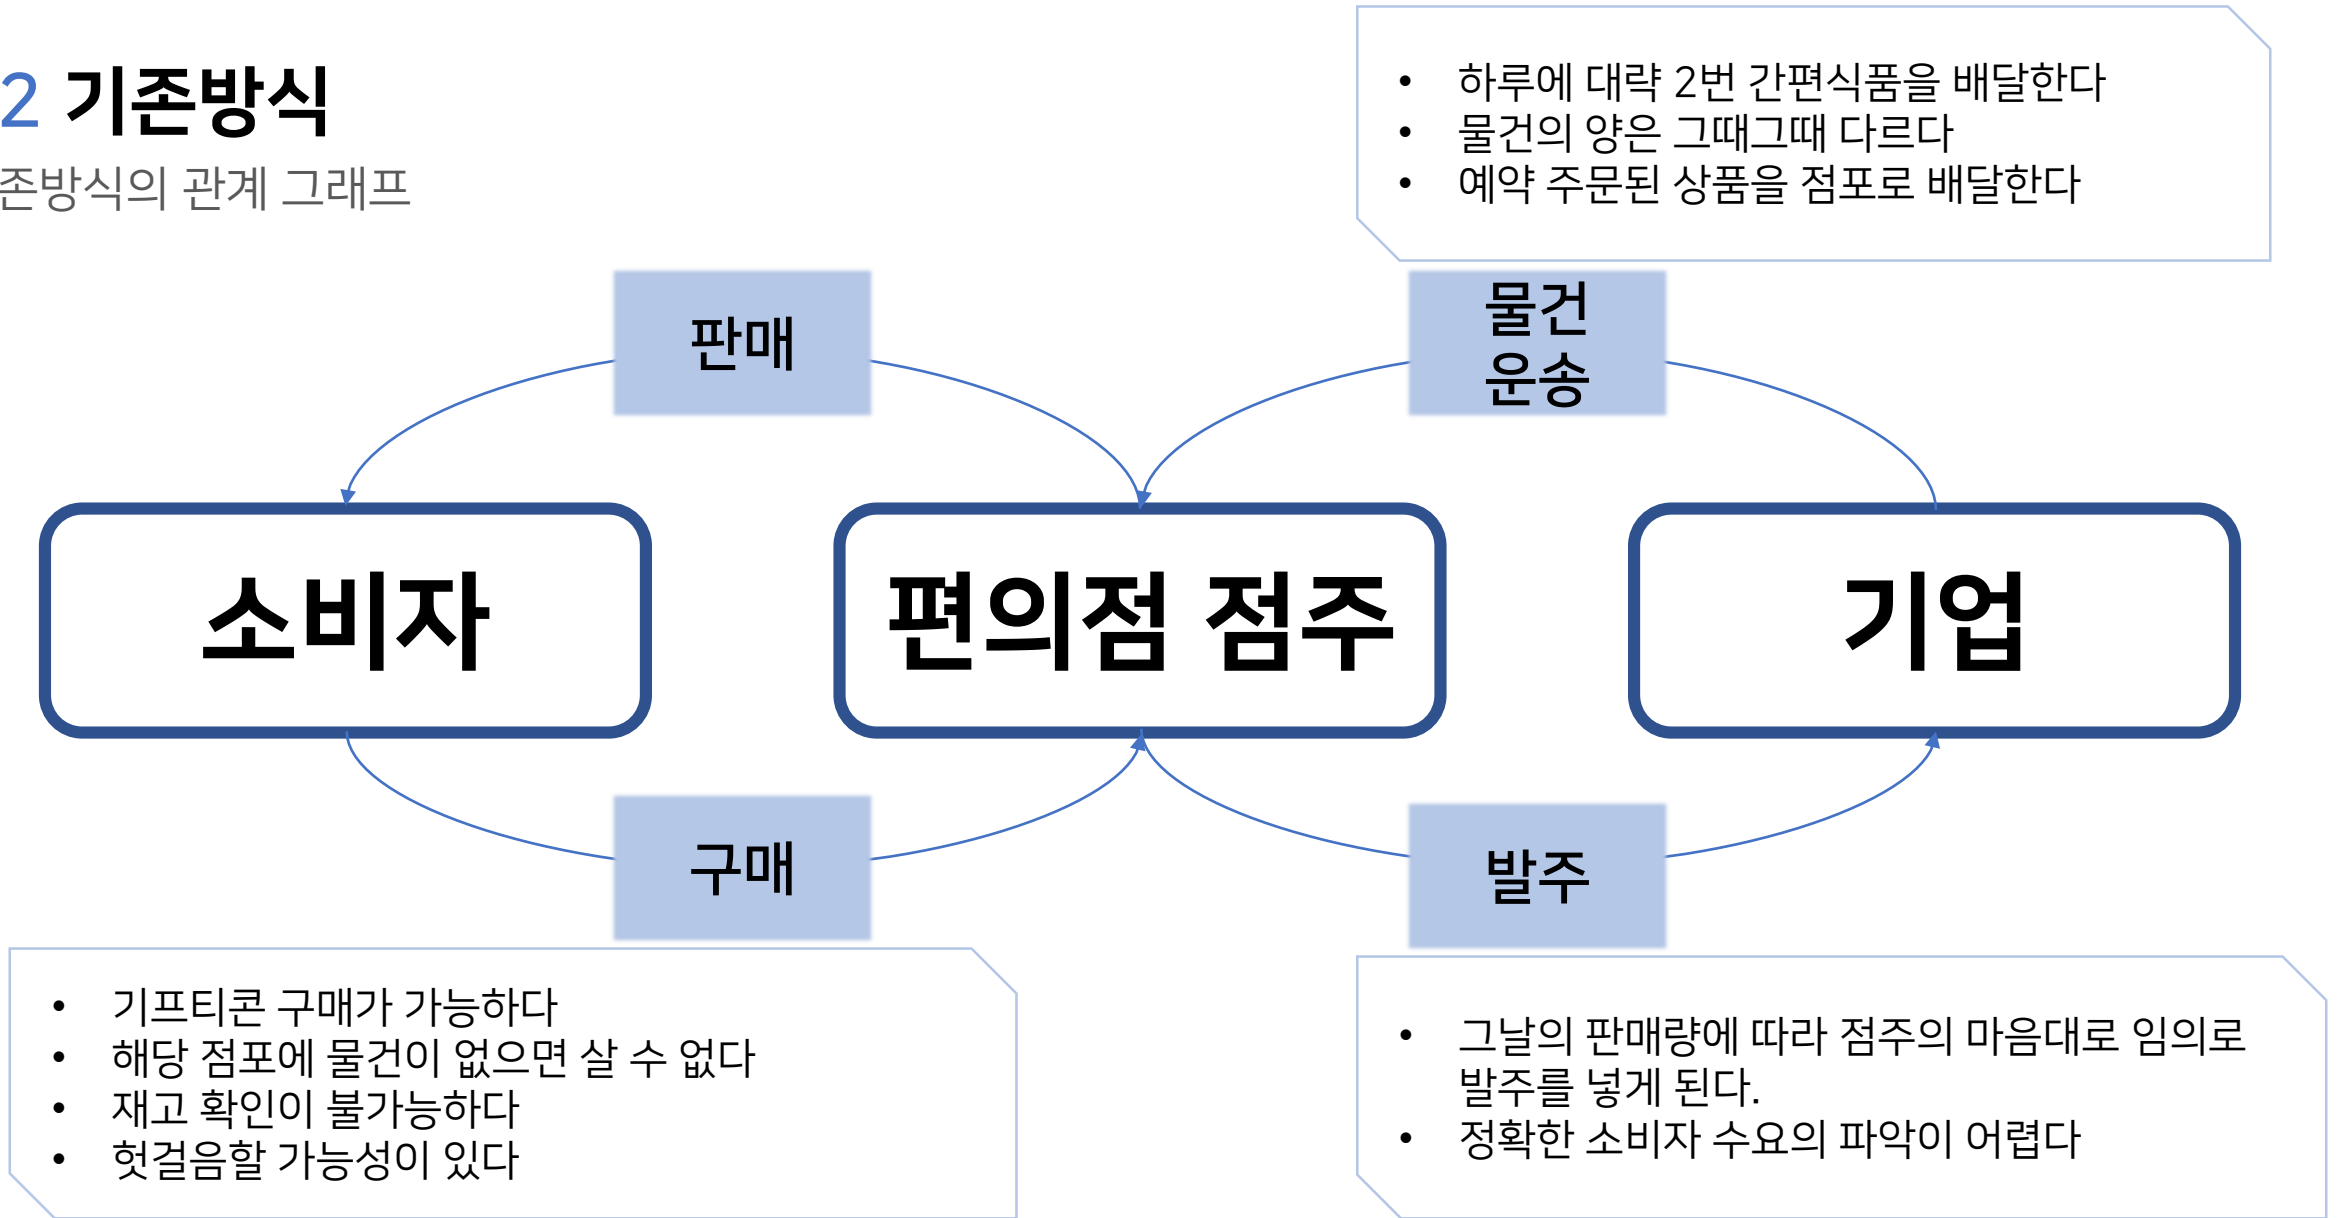 2 기존방식
존방식의 관계 그래프
• 하루에 대략 2번 간편식품을 배달한다
• 물건의 양은 그때그때 다르다
• 예약 주문된 상품을 점포로 배달한다
판매
물건
운송
소비자
편의점 점주
기업
구매
발주
• 기프티콘 구매가 가능하다
• 해당 점포에 물건이 없으면 살 수 없다
• 재고 확인이 불가능하다
• 헛걸음할 가능성이 있다
• 그날의 판매량에 따라 점주의 마음대로 임의로
발주를 넣게 된다.
• 정확한 소비자 수요의 파악이 어렵다